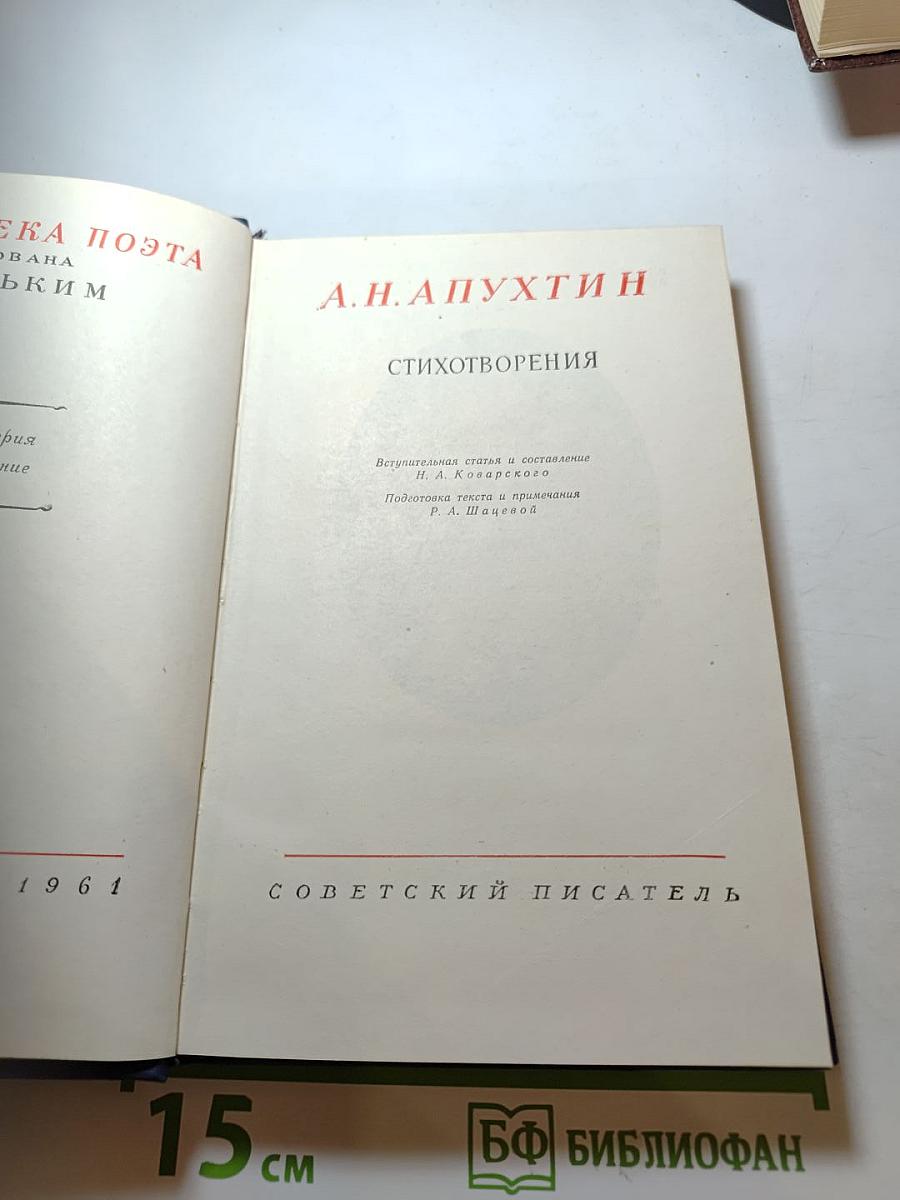 ЕКА ПОЭТА
ОВАНА
ЬКИМ
ерия
ние
1961
А. Н. АПУХТИН
СТИХОТВОРЕНИЯ
Вступительная статья и составление
Н. А. Коварского
Подготовка текста и примечания
Р. А. Шацевой
СОВЕТСКИЙ ПИСАТЕЛЬ
15 см
БФ БИБЛИОФАН